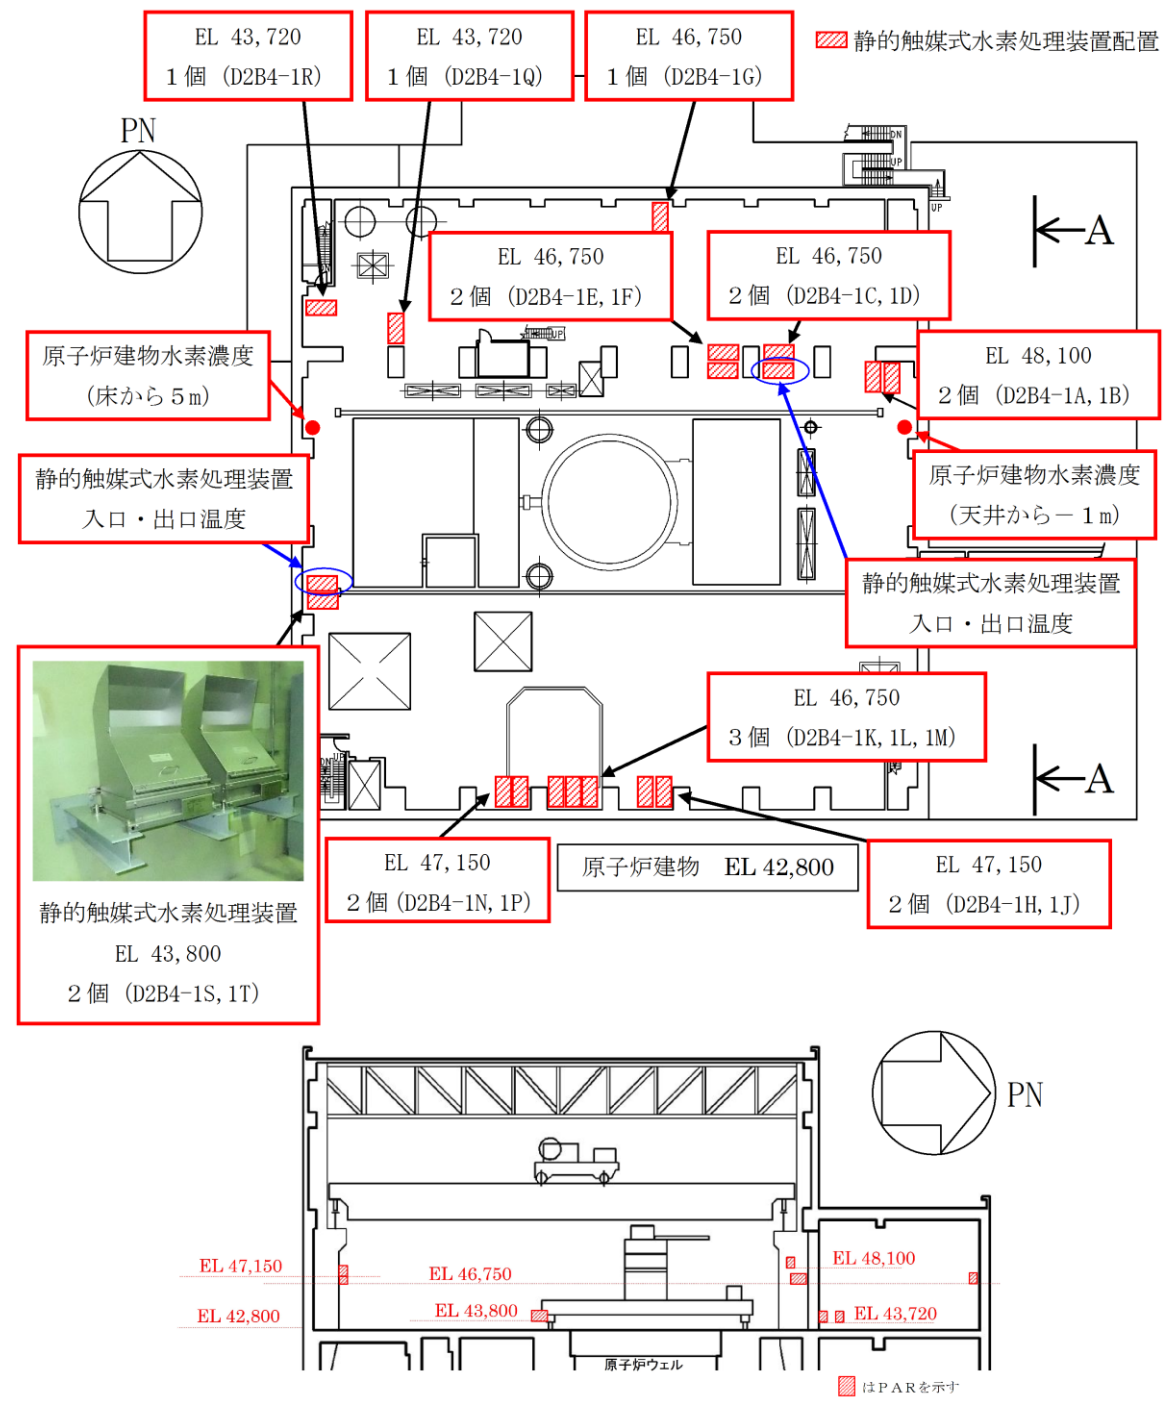 EL 43,720
1個 (D2B4-1R)
EL 43,720
1個 (D2B4-1Q)
EL 46,750
1個 (D2B4-1G)
静的触媒式水素処理装置配置
PN
DN
UP
UP
A
EL 46,750
2個 (D2B4-1E, 1F)
EL 46,750
2個 (D2B4-1C, 1D)
UP
原子炉建物水素濃度
(床から5m)
EL 48,100
2個 (D2B4-1A, 1B)
静的触媒式水素処理装置
入口・出口温度
原子炉建物水素濃度
(天井から－1m)
静的触媒式水素処理装置
入口・出口温度
EL 46,750
3個 (D2B4-1K, 1L, 1M)
UP
DN
A
EL 47,150
2個 (D2B4-1N, 1P)
原子炉建物 EL 42,800
EL 47,150
2個 (D2B4-1H, 1J)
静的触媒式水素処理装置
EL 43,800
2個 (D2B4-1S, 1T)
PN
EL 47,150
EL 46,750
EL 48,100
EL 42,800
EL 43,800
EL 43,720
原子炉ウェル
はPARを示す